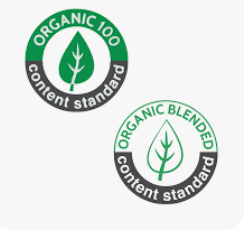 ORGANIC 100
content standard
ORGANIC BLENDED
content standard